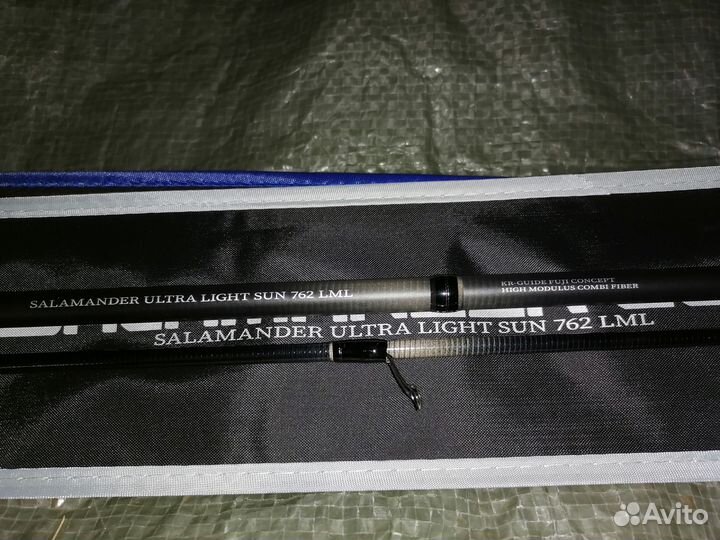 KR-GUIDE FUJI CONCEPT
HIGH MODULUS COMBI FIBER
SALAMANDER ULTRA LIGHT SUN 762 LML
SALAMANDER ULTRA LIGHT SUN 762 LML
Avito